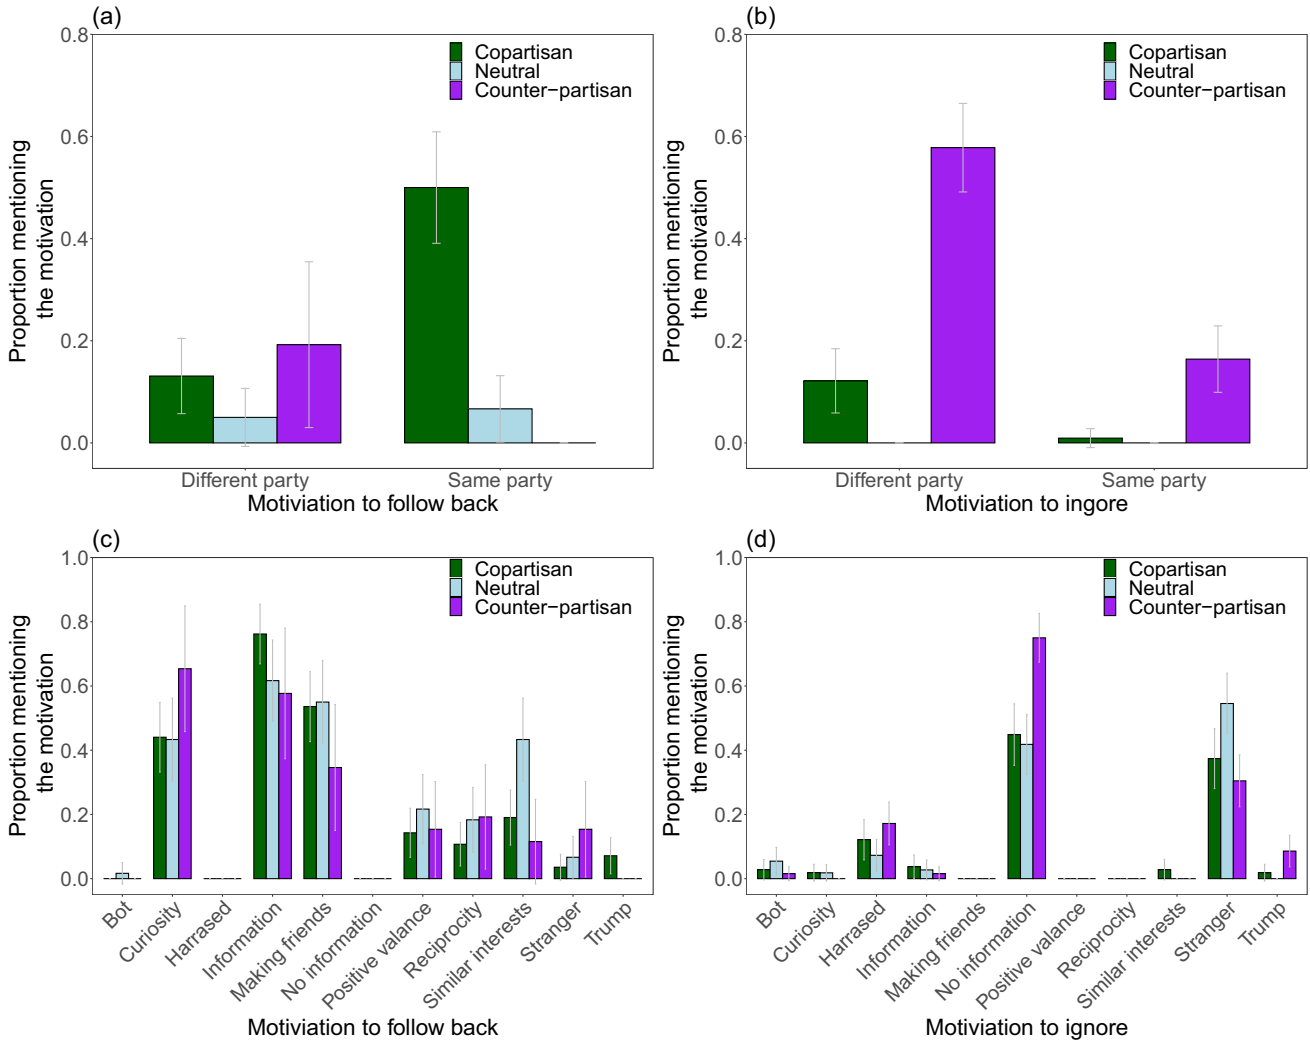 (a)
Copartisan
Neutral
Counter-partisan
Proportion mentioning
the motivation
0.8
0.6
0.4
0.2
0.0
Different party
Same party
Motiviation to follow back
(b)
Copartisan
Neutral
Counter-partisan
Proportion mentioning
the motivation
0.8
0.6
0.4
0.2
0.0
Different party
Same party
Motiviation to ingore
(c)
Copartisan
Neutral
Counter-partisan
Proportion mentioning
the motivation
1.0
0.8
0.6
0.4
0.2
0.0
Bot
Curiosity
Harrased
Information
Making friends
No information
Positive valance
Reciprocity
Similar interests
Stranger
Trump
Motiviation to follow back
(d)
Copartisan
Neutral
Counter-partisan
Proportion mentioning
the motivation
1.0
0.8
0.6
0.4
0.2
0.0
Bot
Curiosity
Harrased
Information
Making friends
No information
Positive valance
Reciprocity
Similar interests
Stranger
Trump
Motiviation to ignore